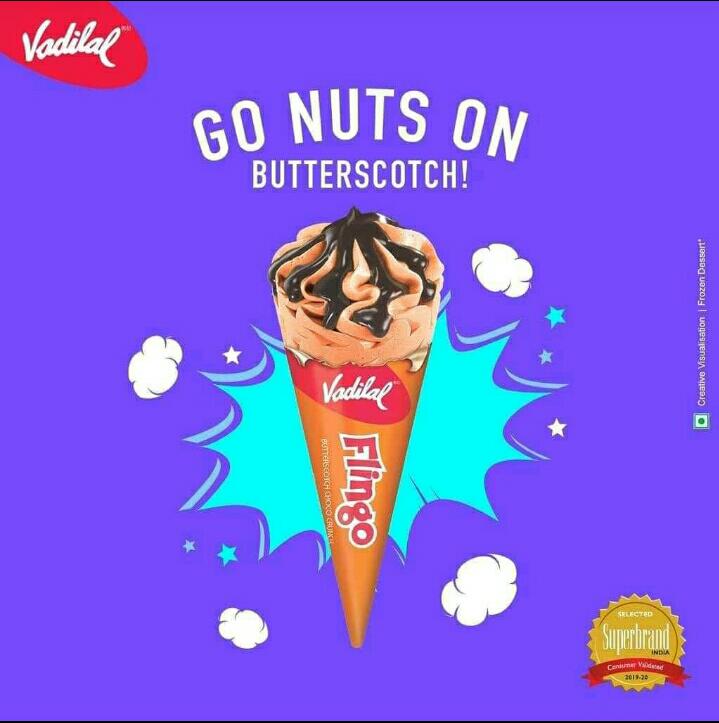 Vadilal
GO NUTS ON
BUTTERSCOTCH!
Vadilal
Flingo
BUTTERSCOTCH CHOCO CRUNCH
Creative Visualisation | Frozen Dessert*
SELECTED
Superbrand
INDIA
Consumer Validated
2019-20